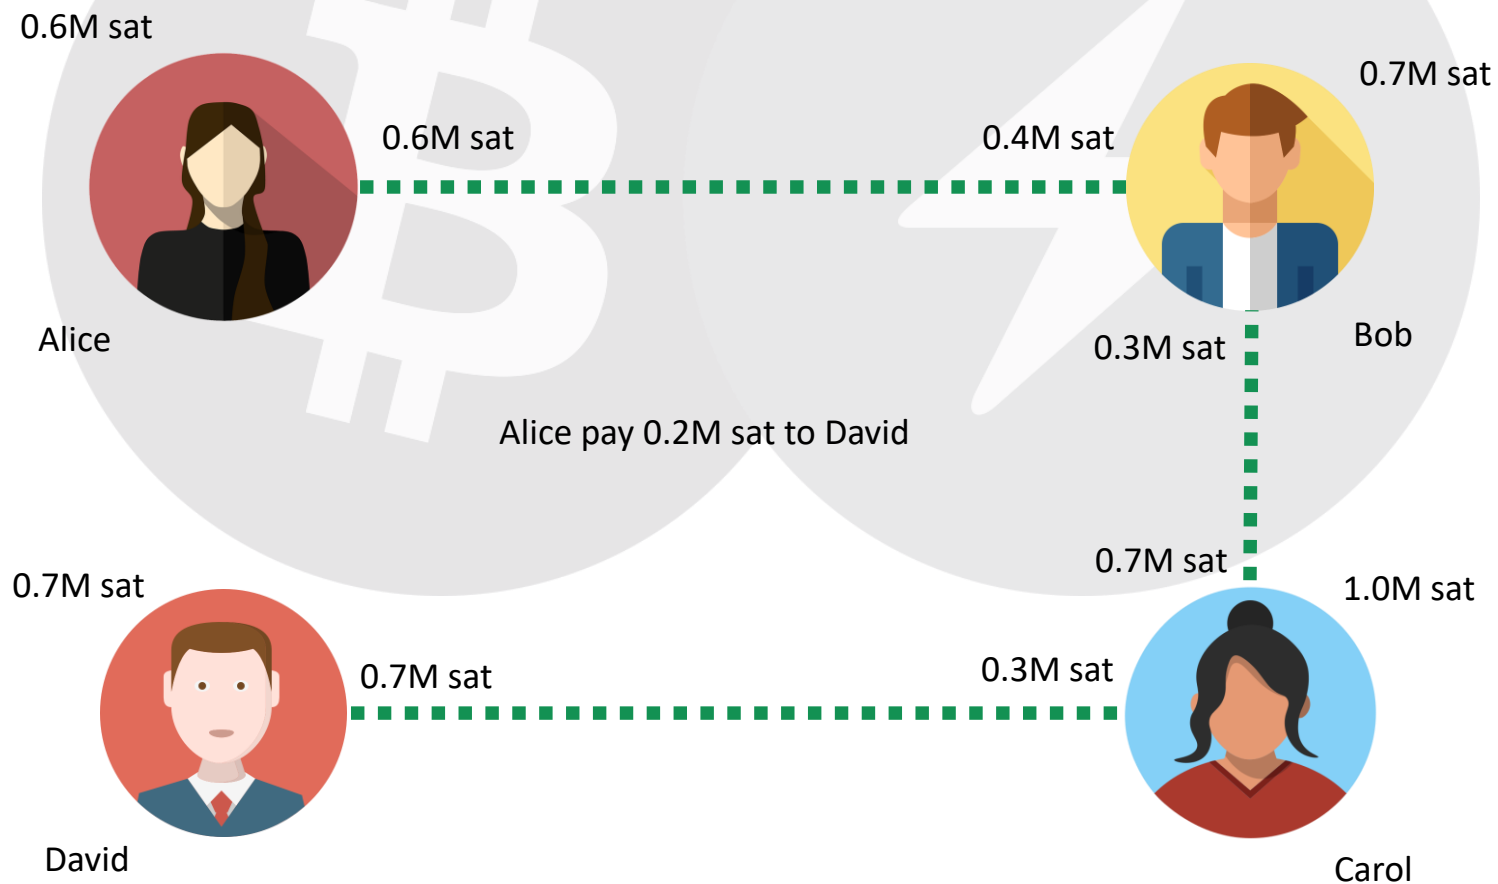 0.6M sat
0.7M sat
0.6M sat
0.4M sat
Alice
Bob
0.3M sat
Alice pay 0.2M sat to David
0.7M sat
0.7M sat
1.0M sat
0.7M sat
0.3M sat
David
Carol